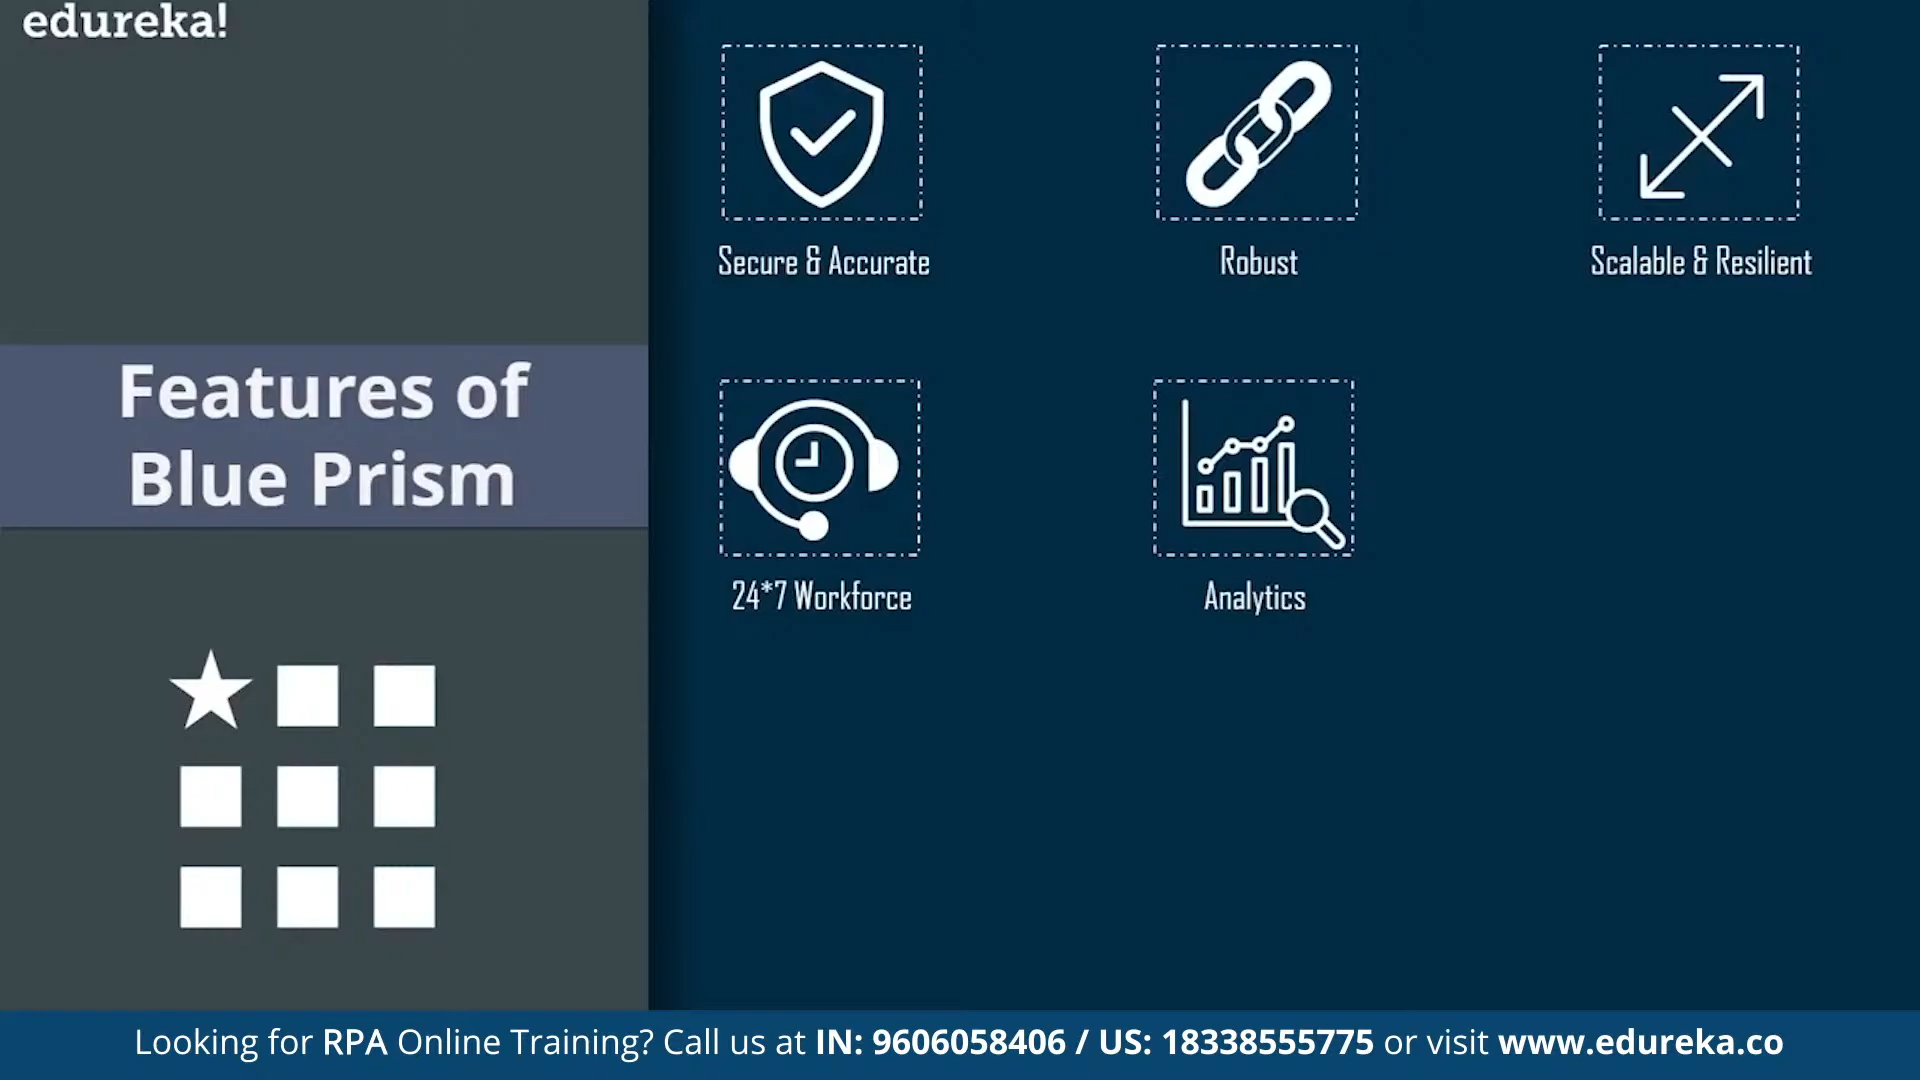 edureka!
Features of
Blue Prism
Secure & Accurate
Robust
Scalable & Resilient
24*7 Workforce
Analytics
Looking for RPA Online Training? Call us at IN: 9606058406 / US: 18338555775 or visit www.edureka.co